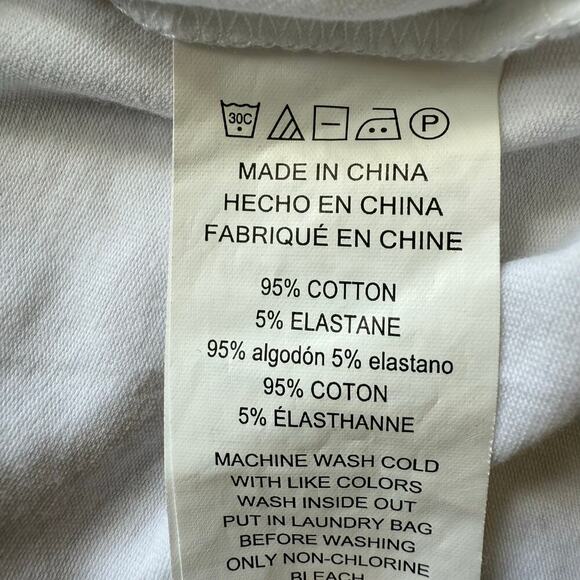 30C P
MADE IN CHINA
HECHO EN CHINA
FABRIQUÉ EN CHINE
95% COTTON
5% ELASTANE
95% algodón 5% elastano
95% COTON
5% ÉLASTHANNE
MACHINE WASH COLD
WITH LIKE COLORS
WASH INSIDE OUT
PUT IN LAUNDRY BAG
BEFORE WASHING
ONLY NON-CHLORINE
BLEACH